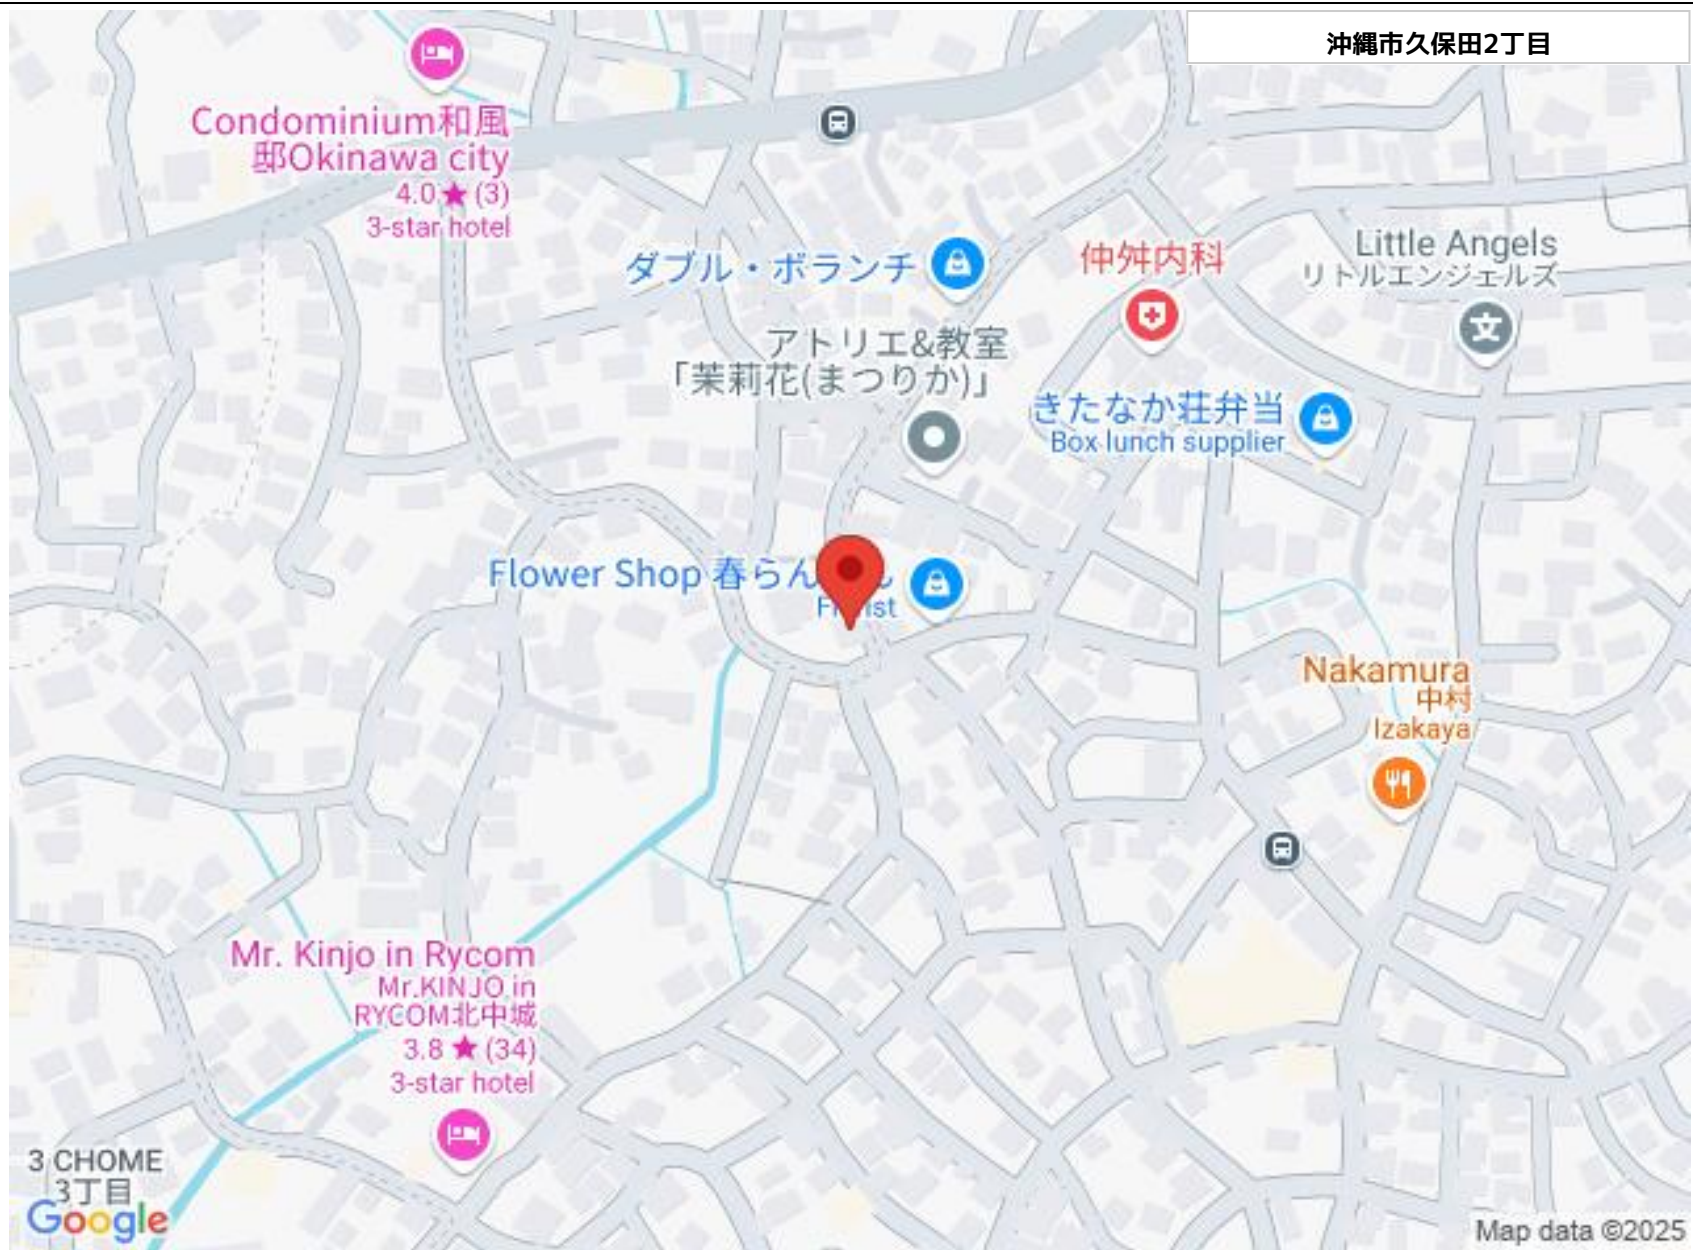 沖縄市久保田2丁目
Condominium和風
邸Okinawa city
4.0★(3)
3-star hotel
ダブル・ボランチ
仲舛内科
Little Angels
リトルエンジェルズ
アトリエ&教室
「茉莉花(まつりか)」
きたなか荘弁当
Box lunch supplier
Flower Shop 春らん
Nakamura
中村
Izakaya
Mr. Kinjo in Rycom
Mr.KINJO in
RYCOM北中城
3.8★(34)
3-star hotel
3 CHOME
3丁目
Google
Map data ©2025